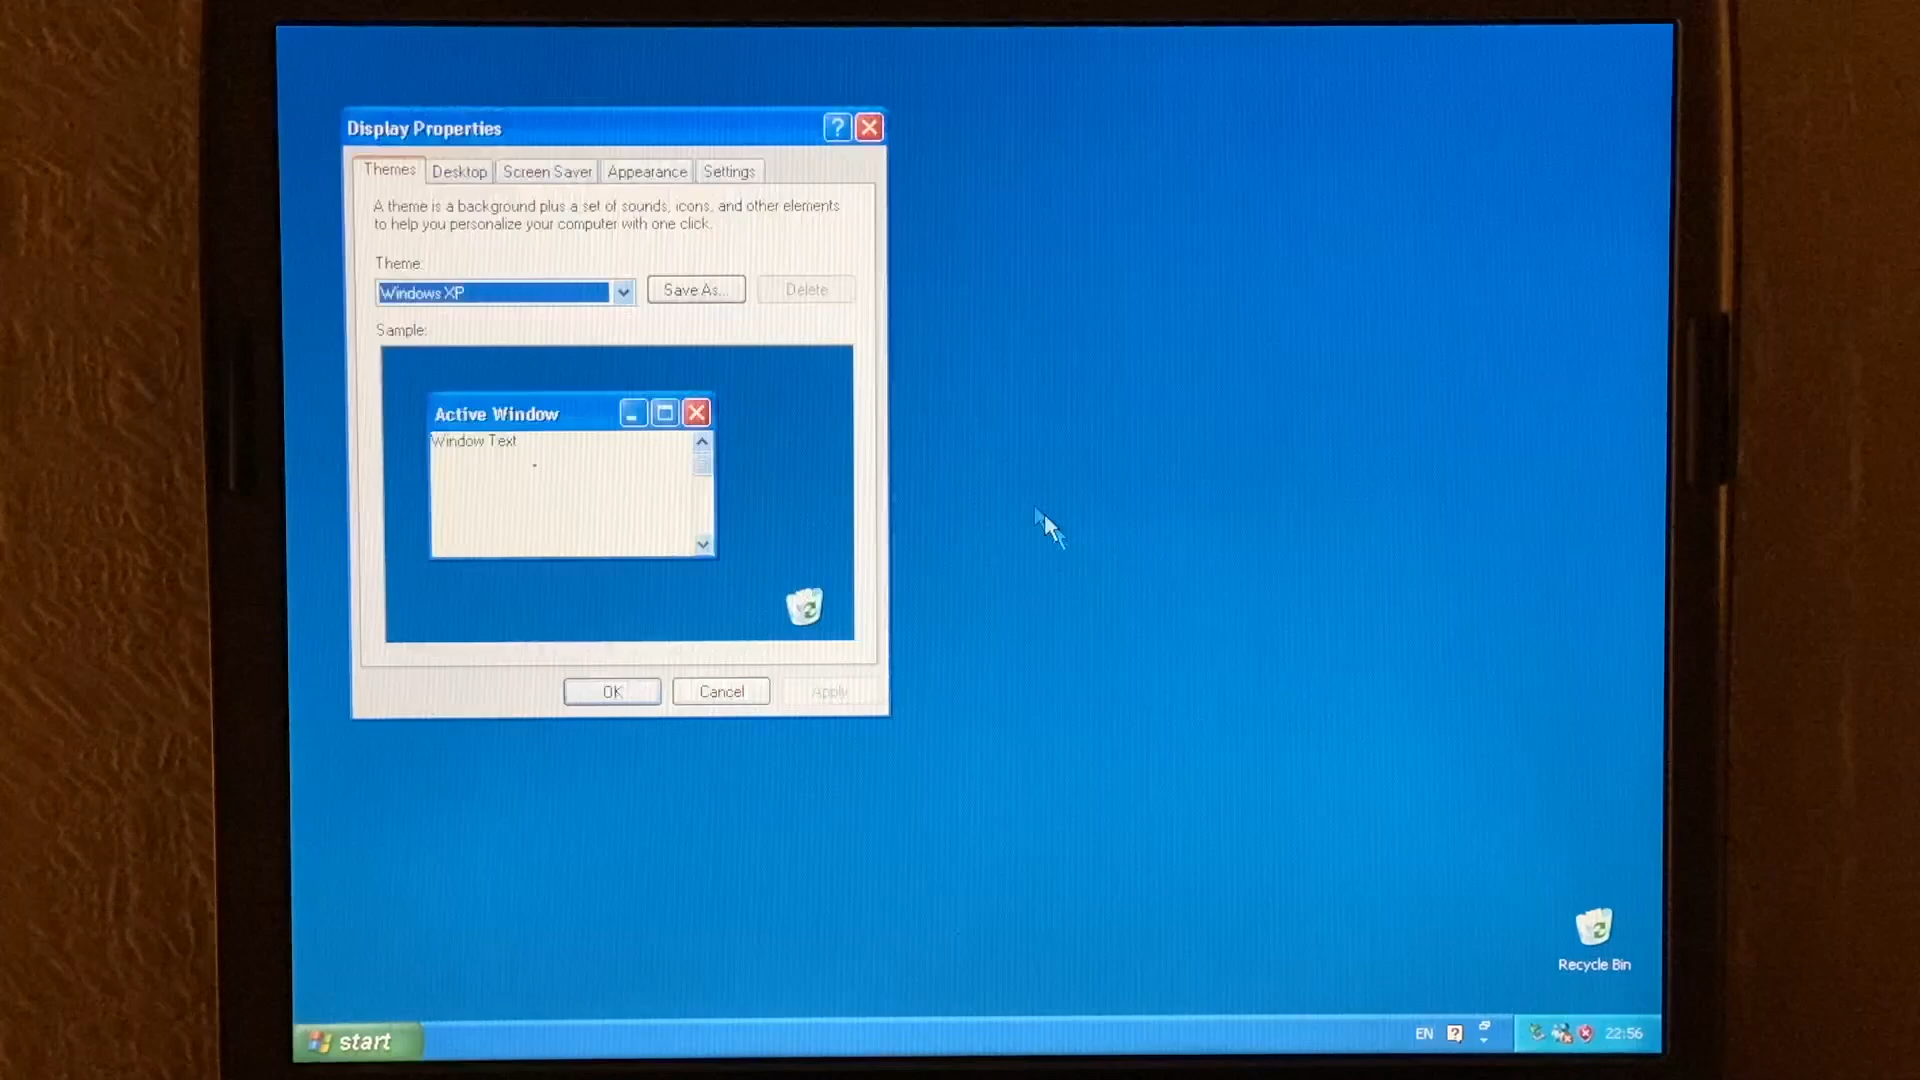 Display Properties
Themes Desktop Screen Saver Appearance Settings
A theme is a background plus a set of sounds, icons, and other elements
to help you personalize your computer with one click.
Theme:
Windows XP
Save As...
Delete
Sample:
Active Window
Window Text
OK
Cancel
Apply
Recycle Bin
start
EN
22:56